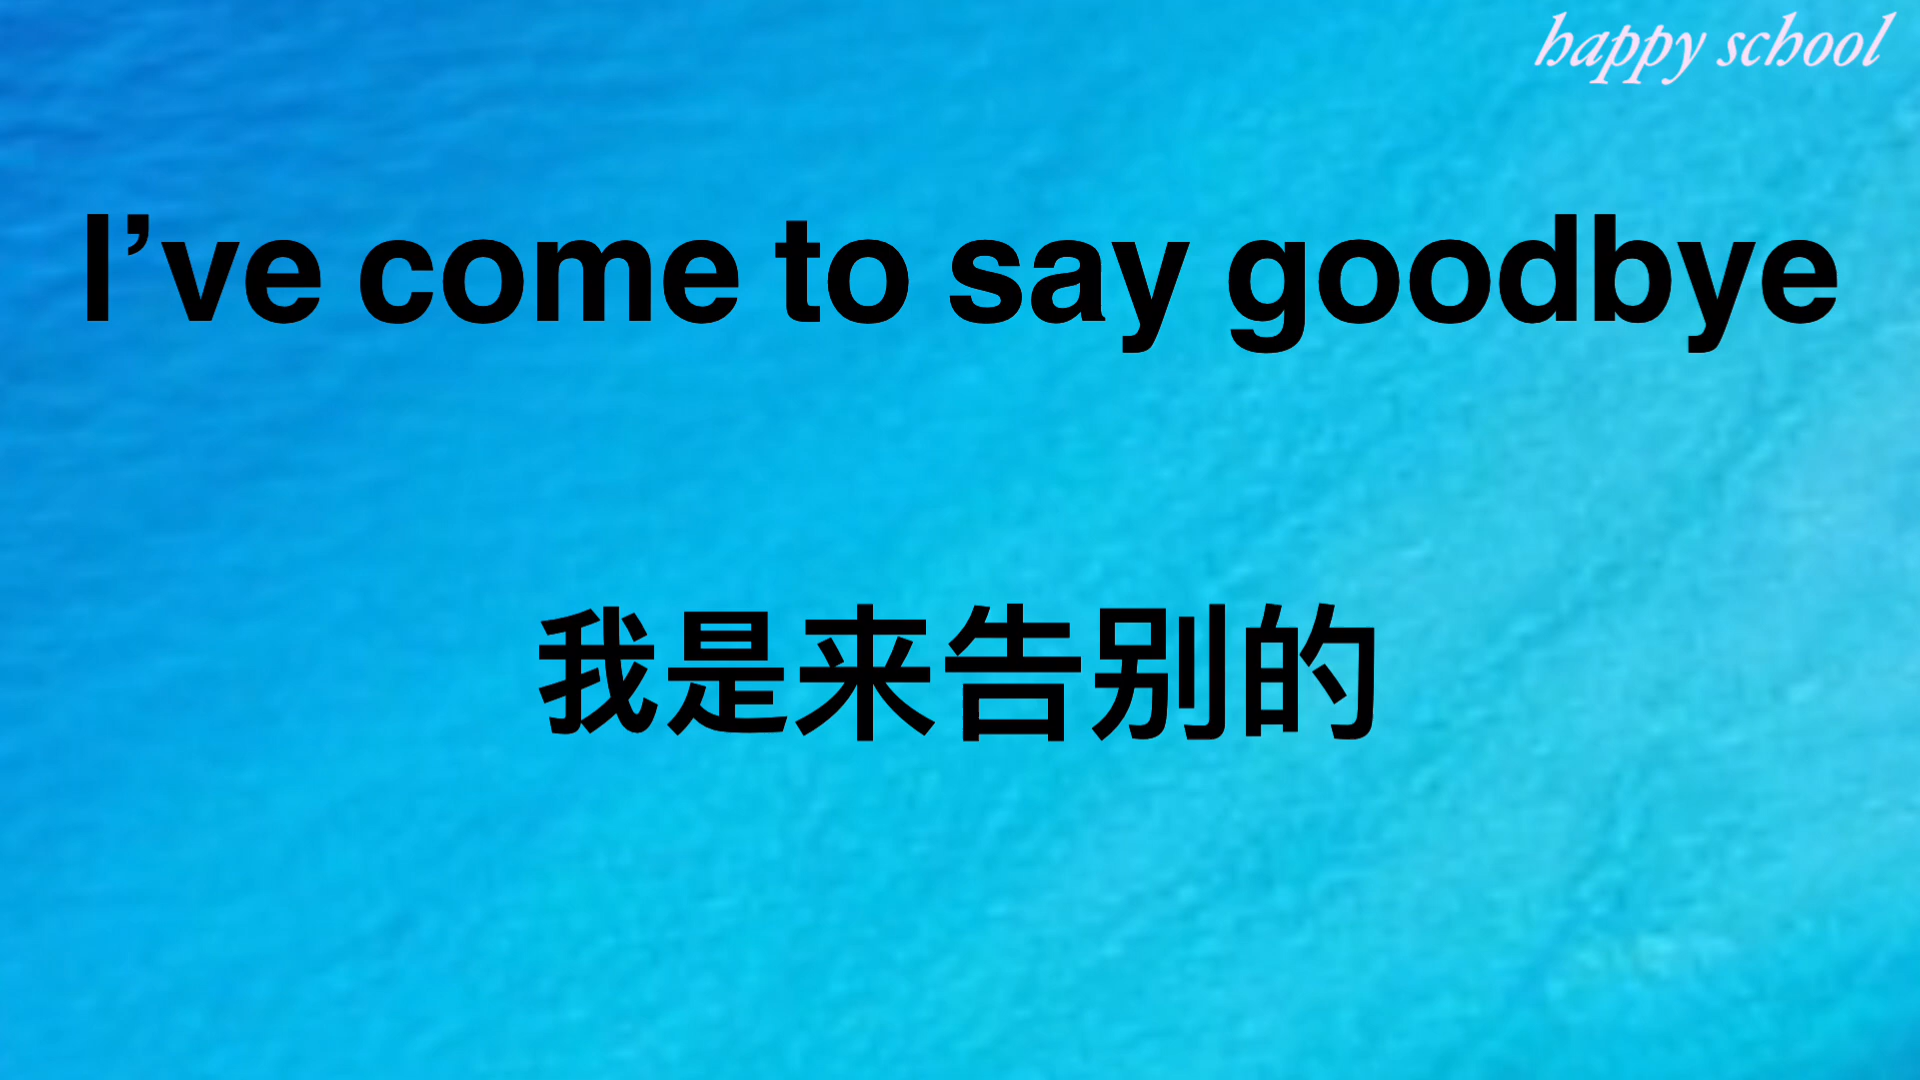 happy school
I’ve come to say goodbye
我是来告别的